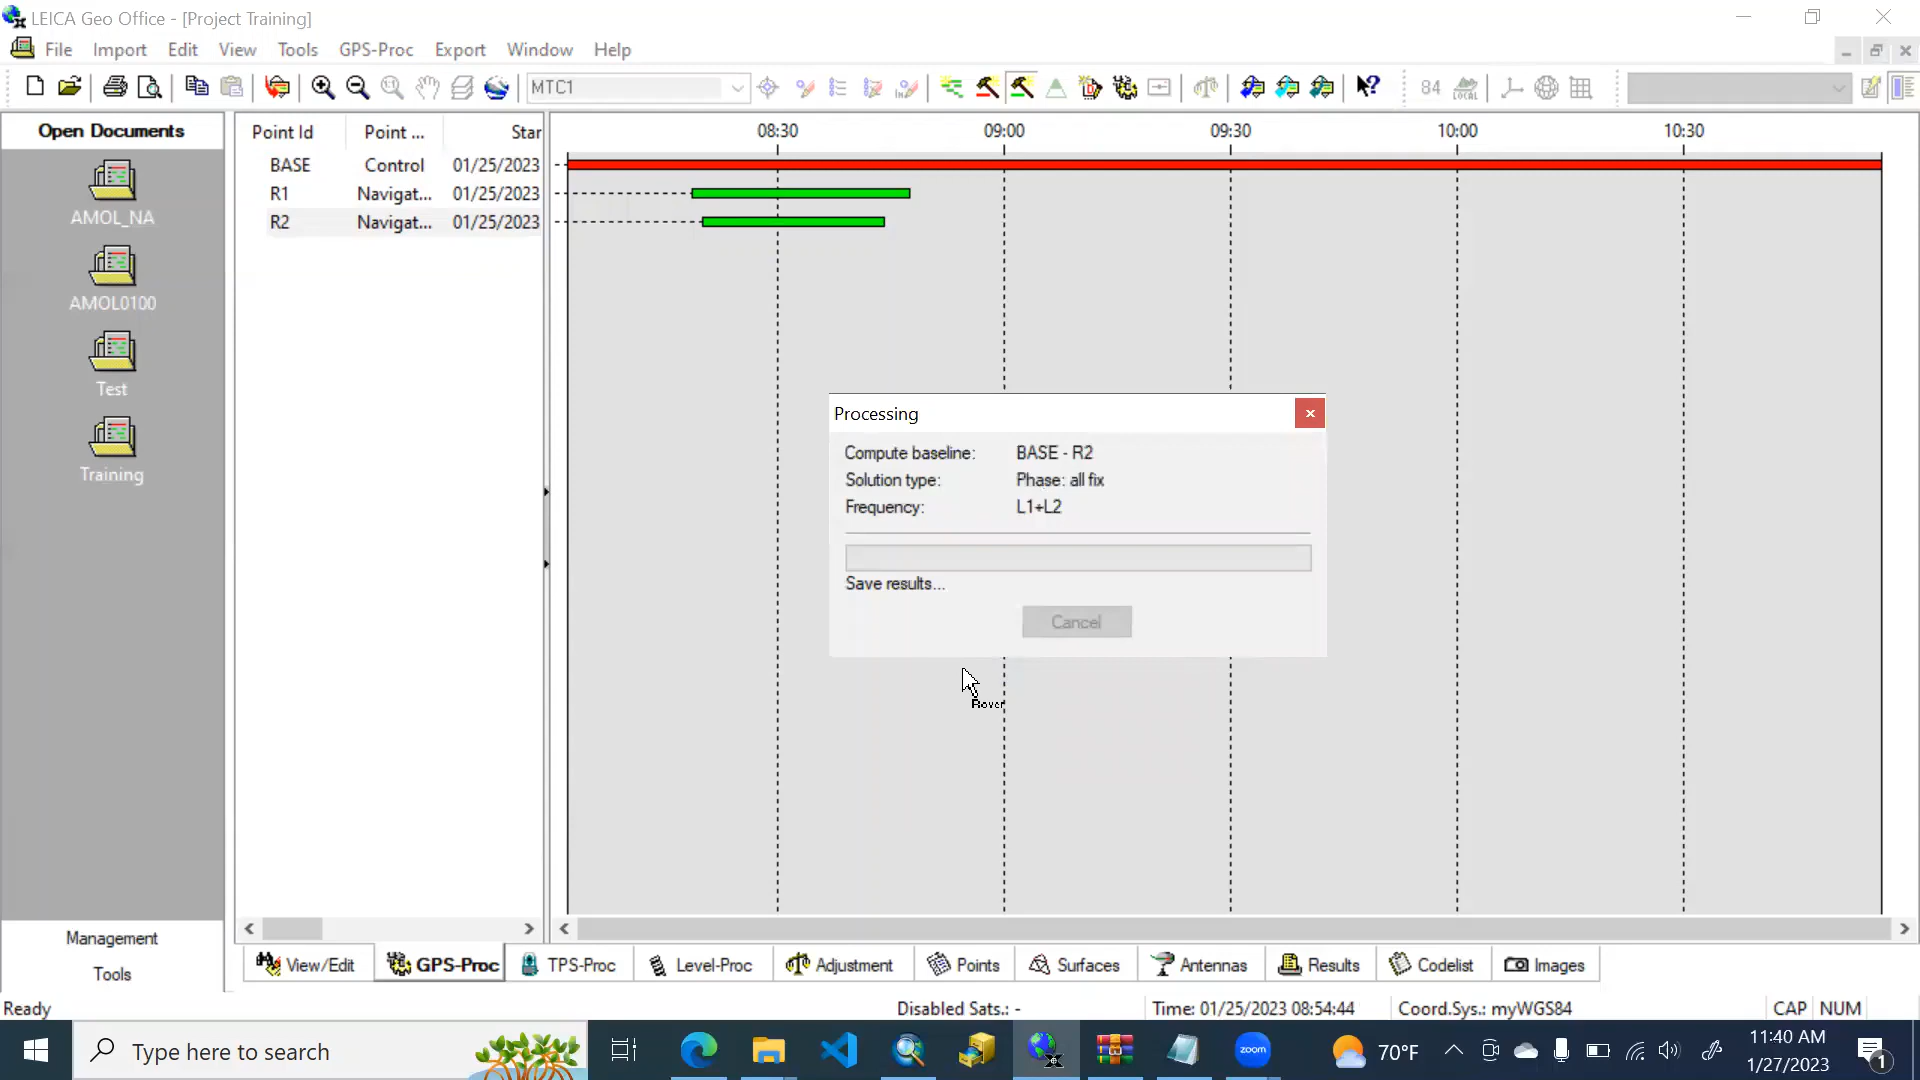 LEICA Geo Office - [Project Training]
File Import Edit View Tools GPS-Proc Export Window Help
MTC1
84
LOCAL
Open Documents
AMOL_NA
AMOL0100
Test
Training
Management
Tools
Point Id Point ... Star
BASE Control 01/25/2023
R1 Navigat... 01/25/2023
R2 Navigat... 01/25/2023
08:30 09:00 09:30 10:00 10:30
Processing
Compute baseline: BASE - R2
Solution type: Phase: all fix
Frequency: L1+L2
Save results...
Cancel
Rover
View/Edit GPS-Proc TPS-Proc Level-Proc Adjustment Points Surfaces Antennas Results Codelist Images
Ready Disabled Sats.: - Time: 01/25/2023 08:54:44 Coord.Sys.: myWGS84 CAP NUM
Type here to search
zoom
70°F
11:40 AM
1/27/2023
1